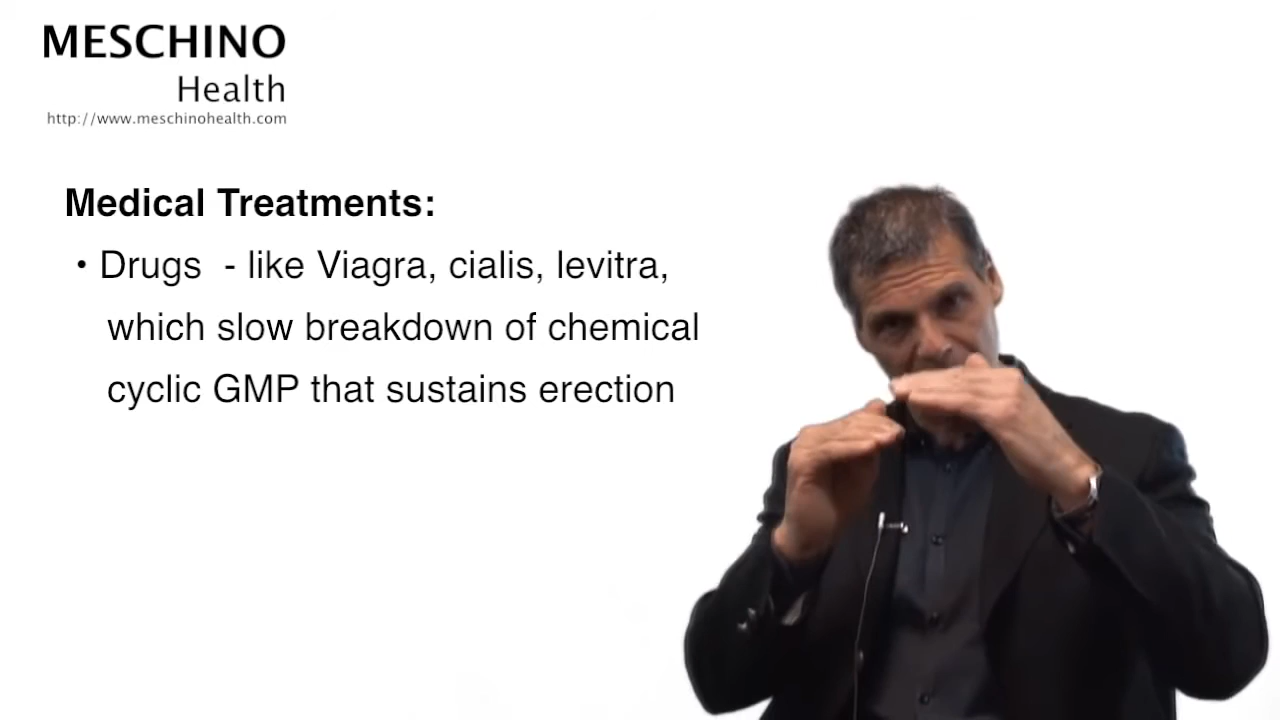 MESCHINO
Health
http://www.meschinohealth.com
Medical Treatments:
• Drugs  - like Viagra, cialis, levitra,
which slow breakdown of chemical
cyclic GMP that sustains erection